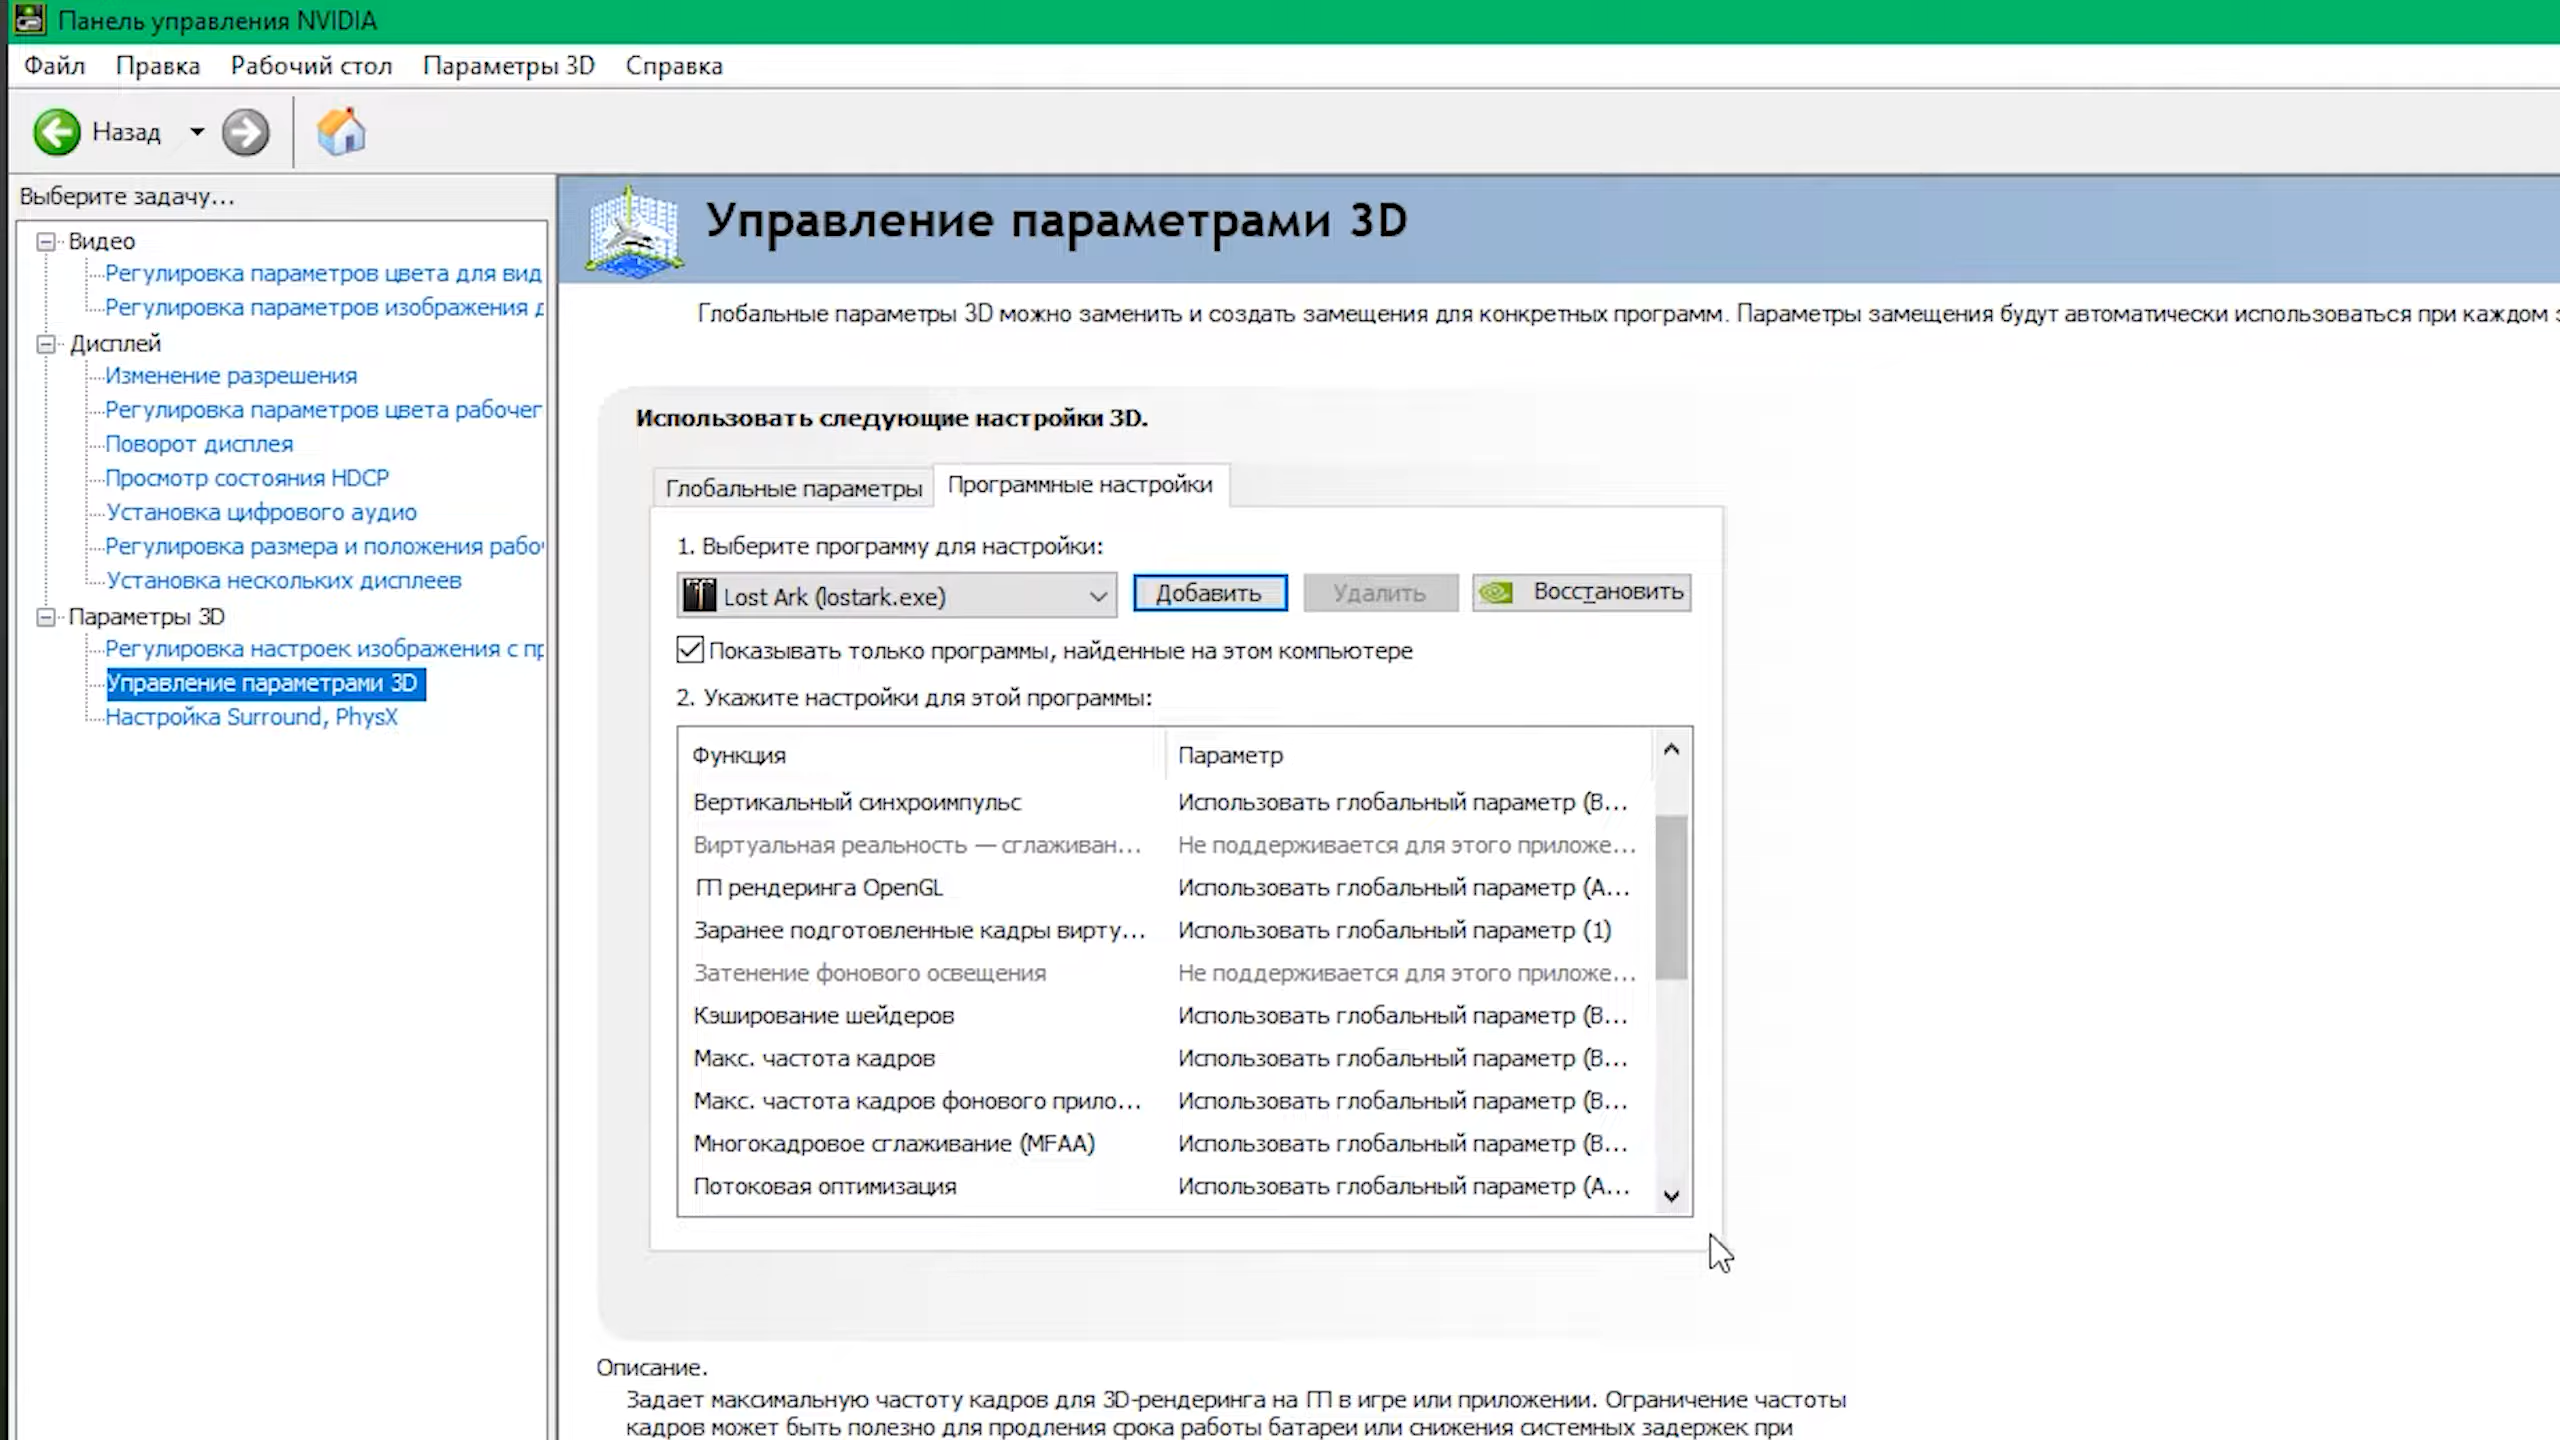 Панель управления NVIDIA
Файл Правка Рабочий стол Параметры 3D Справка
Назад
Выберите задачу...
Видео
Регулировка параметров цвета для вид
Регулировка параметров изображения д
Дисплей
Изменение разрешения
Регулировка параметров цвета рабочег
Поворот дисплея
Просмотр состояния HDCP
Установка цифрового аудио
Регулировка размера и положения рабо
Установка нескольких дисплеев
Параметры 3D
Регулировка настроек изображения с пр
Управление параметрами 3D
Настройка Surround, PhysX
Управление параметрами 3D
Глобальные параметры 3D можно заменить и создать замещения для конкретных программ. Параметры замещения будут автоматически использоваться при каждом з
Использовать следующие настройки 3D.
Глобальные параметры Программные настройки
1. Выберите программу для настройки:
Lost Ark (lostark.exe) Добавить Удалить Восстановить
Показывать только программы, найденные на этом компьютере
2. Укажите настройки для этой программы:
Функция Параметр
Вертикальный синхроимпульс Использовать глобальный параметр (В...
Виртуальная реальность — сглаживан... Не поддерживается для этого приложе...
ГП рендеринга OpenGL Использовать глобальный параметр (А...
Заранее подготовленные кадры вирту... Использовать глобальный параметр (1)
Затенение фонового освещения Не поддерживается для этого приложе...
Кэширование шейдеров Использовать глобальный параметр (В...
Макс. частота кадров Использовать глобальный параметр (В...
Макс. частота кадров фонового прило... Использовать глобальный параметр (В...
Многокадровое сглаживание (MFAA) Использовать глобальный параметр (В...
Потоковая оптимизация Использовать глобальный параметр (А...
Описание.
Задает максимальную частоту кадров для 3D-рендеринга на ГП в игре или приложении. Ограничение частоты
кадров может быть полезно для продления срока работы батареи или снижения системных задержек при